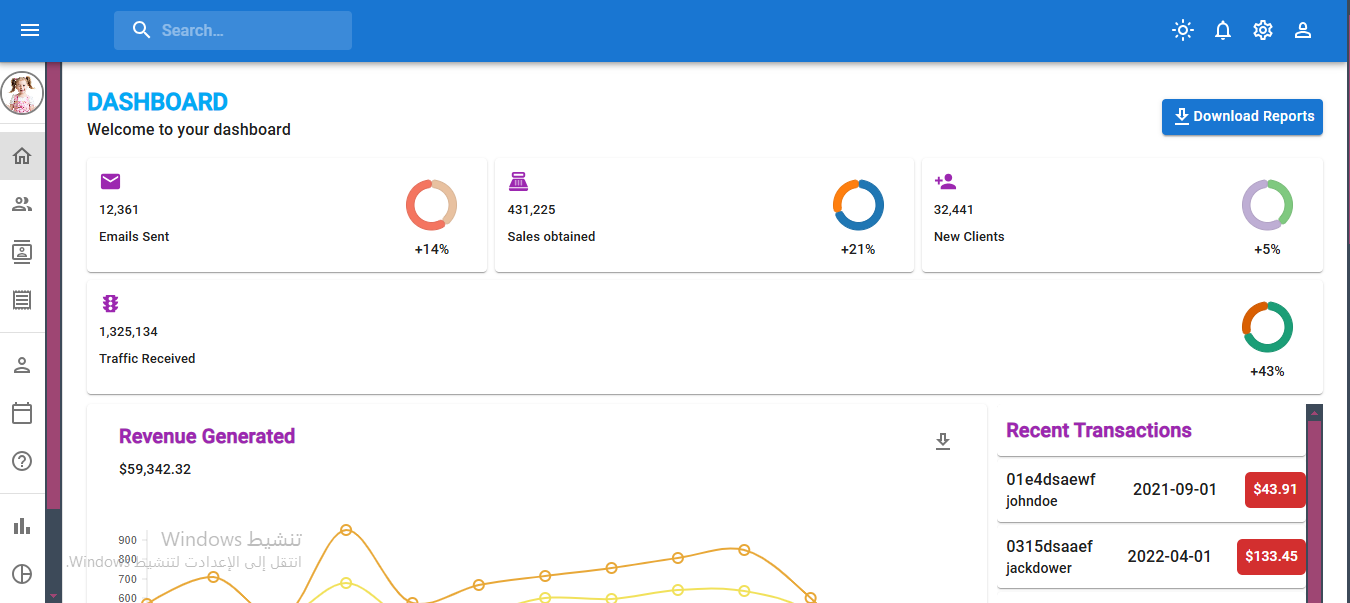 Search...
DASHBOARD
Welcome to your dashboard
Download Reports
12,361
Emails Sent
+14%
431,225
Sales obtained
+21%
32,441
New Clients
+5%
1,325,134
Traffic Received
+43%
Revenue Generated
$59,342.32
900
800
700
600
تنشيط Windows
انتقل إلى الإعدادات لتنشيط Windows.
Recent Transactions
01e4dsaewf
johndoe
2021-09-01
$43.91
0315dsaaef
jackdower
2022-04-01
$133.45